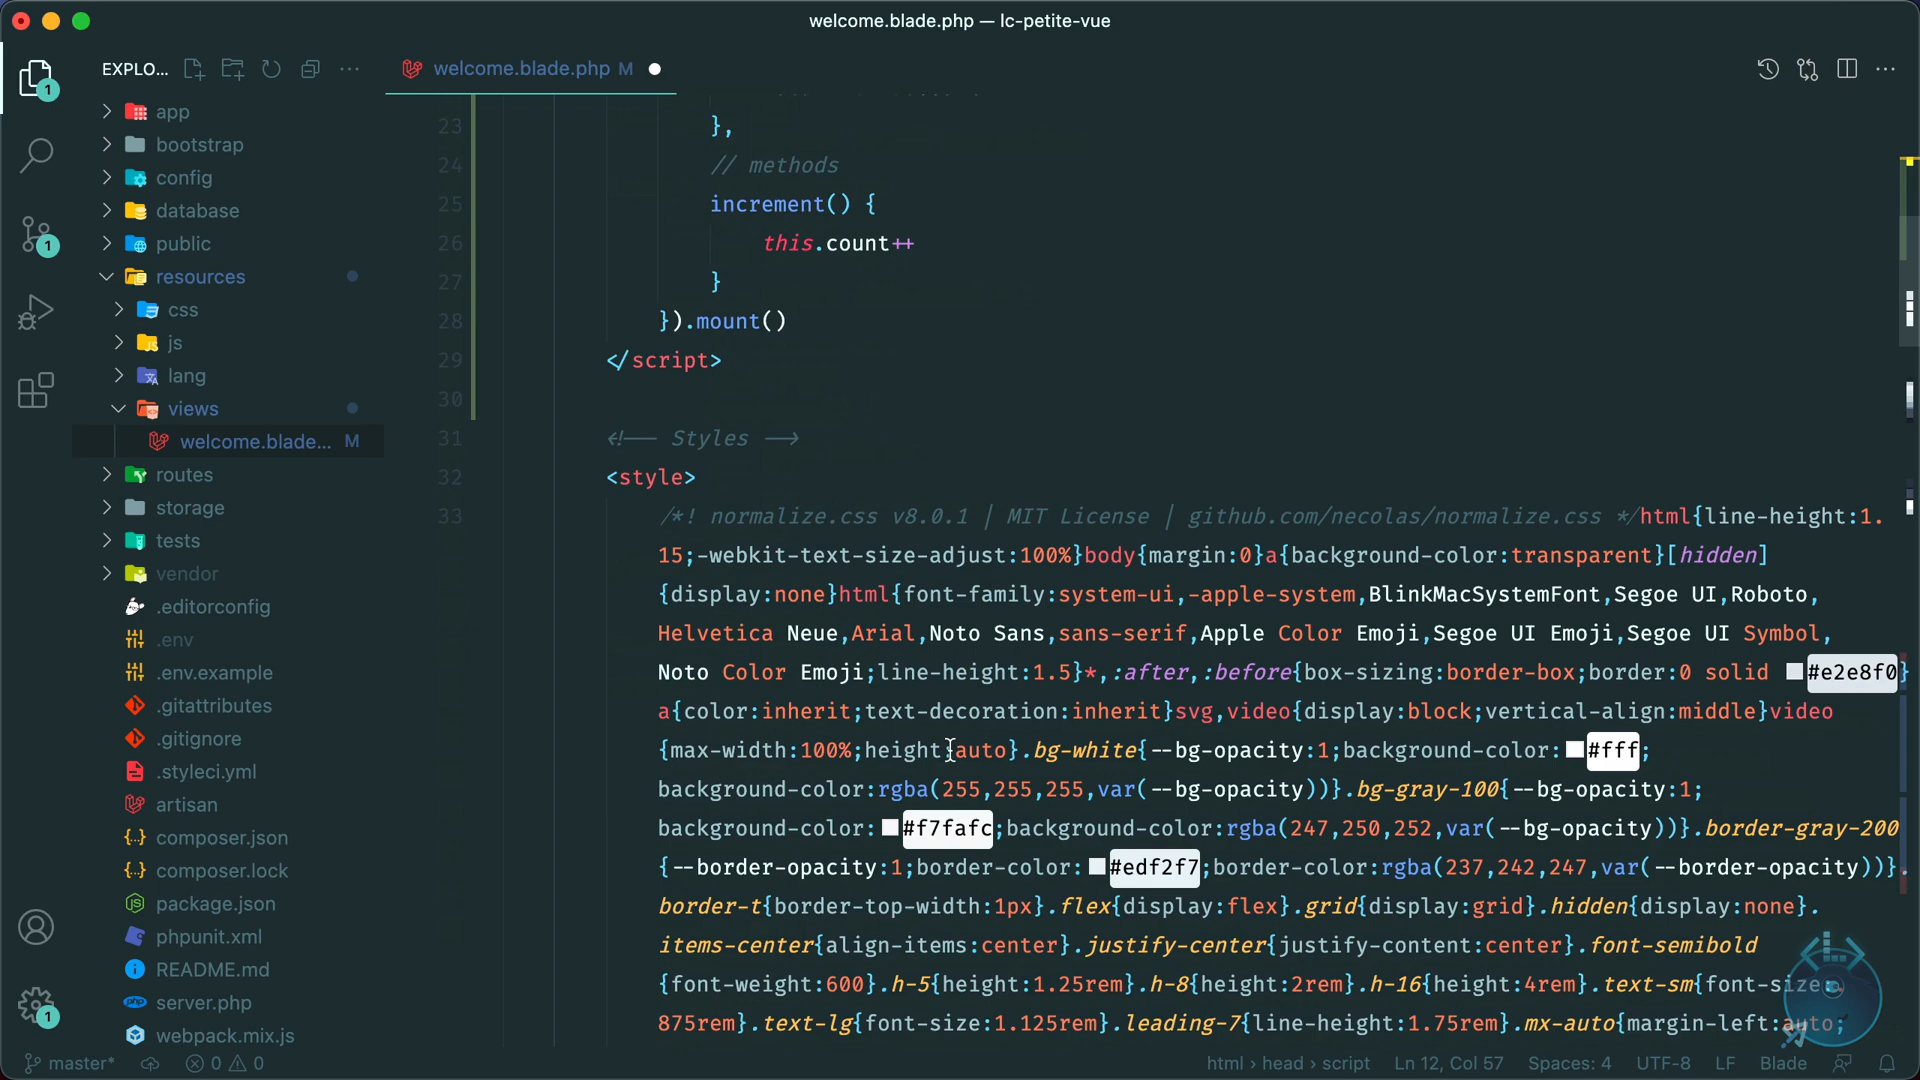 welcome.blade.php — lc-petite-vue
EXPLO...
welcome.blade.php M
app
bootstrap
config
database
public
resources
css
js
lang
views
welcome.blade... M
routes
storage
tests
vendor
.editorconfig
.env
.env.example
.gitattributes
.gitignore
.styleci.yml
artisan
composer.json
composer.lock
package.json
phpunit.xml
README.md
server.php
webpack.mix.js
1
1
1
23 },
24 // methods
25 increment() {
26 this.count++
27 }
28 }).mount()
29 </script>
30
31 <!-- Styles -->
32 <style>
33 /*! normalize.css v8.0.1 | MIT License | github.com/necolas/normalize.css */html{line-height:1.
15;-webkit-text-size-adjust:100%}body{margin:0}a{background-color:transparent}[hidden]
{display:none}html{font-family:system-ui,-apple-system,BlinkMacSystemFont,Segoe UI,Roboto,
Helvetica Neue,Arial,Noto Sans,sans-serif,Apple Color Emoji,Segoe UI Emoji,Segoe UI Symbol,
Noto Color Emoji;line-height:1.5}*,:after,:before{box-sizing:border-box;border:0 solid #e2e8f0}
a{color:inherit;text-decoration:inherit}svg,video{display:block;vertical-align:middle}video
{max-width:100%;height:auto}.bg-white{--bg-opacity:1;background-color:#fff;
background-color:rgba(255,255,255,var(--bg-opacity))}.bg-gray-100{--bg-opacity:1;
background-color:#f7fafc;background-color:rgba(247,250,252,var(--bg-opacity))}.border-gray-200
{--border-opacity:1;border-color:#edf2f7;border-color:rgba(237,242,247,var(--border-opacity))}.
border-t{border-top-width:1px}.flex{display:flex}.grid{display:grid}.hidden{display:none}.
items-center{align-items:center}.justify-center{justify-content:center}.font-semibold
{font-weight:600}.h-5{height:1.25rem}.h-8{height:2rem}.h-16{height:4rem}.text-sm{font-size:.
875rem}.text-lg{font-size:1.125rem}.leading-7{line-height:1.75rem}.mx-auto{margin-left:auto;
master* 0 0 html › head › script Ln 12, Col 57 Spaces: 4 UTF-8 LF Blade